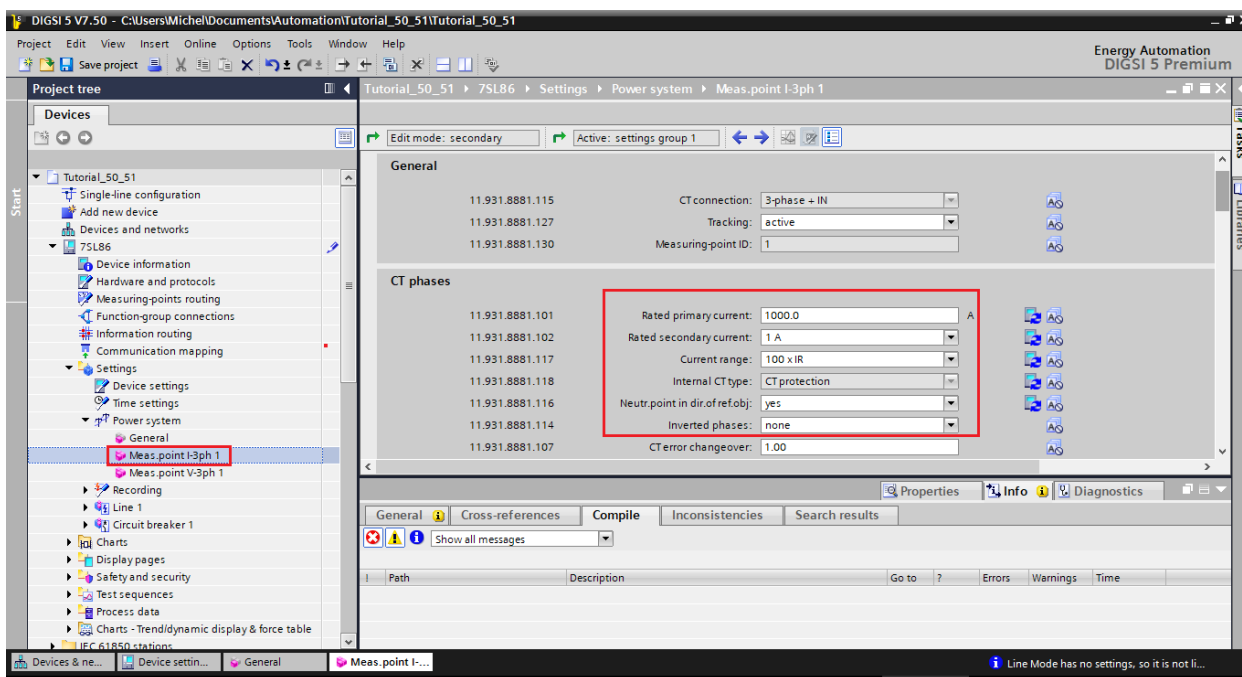 DIGSI 5 V7.50 - C:\Users\Michel\Documents\Automation\Tutorial_50_51\Tutorial_50_51
Project Edit View Insert Online Options Tools Window Help
Energy Automation
DIGSI 5 Premium
Save project
Project tree
Tutorial_50_51 ▸ 7SL86 ▸ Settings ▸ Power system ▸ Meas.point I-3ph 1
Devices
Start
Tasks
Libraries
Edit mode: secondary
Active: settings group 1
Tutorial_50_51
Single-line configuration
Add new device
Devices and networks
7SL86
Device information
Hardware and protocols
Measuring-points routing
Function-group connections
Information routing
Communication mapping
Settings
Device settings
Time settings
Power system
General
Meas.point I-3ph 1
Meas.point V-3ph 1
Recording
Line 1
Circuit breaker 1
Charts
Display pages
Safety and security
Test sequences
Process data
Charts - Trend/dynamic display & force table
IEC 61850 stations
General
11.931.8881.115 CT connection: 3-phase + IN
11.931.8881.127 Tracking: active
11.931.8881.130 Measuring-point ID: 1
CT phases
11.931.8881.101 Rated primary current: 1000.0 A
11.931.8881.102 Rated secondary current: 1 A
11.931.8881.117 Current range: 100 x IR
11.931.8881.118 Internal CT type: CT protection
11.931.8881.116 Neutr.point in dir.of ref.obj: yes
11.931.8881.114 Inverted phases: none
11.931.8881.107 CT error changeover: 1.00
Properties Info Diagnostics
General Cross-references Compile Inconsistencies Search results
Show all messages
! Path Description Go to ? Errors Warnings Time
Devices & ne... Device settin... General Meas.point I-... Line Mode has no settings, so it is not li...